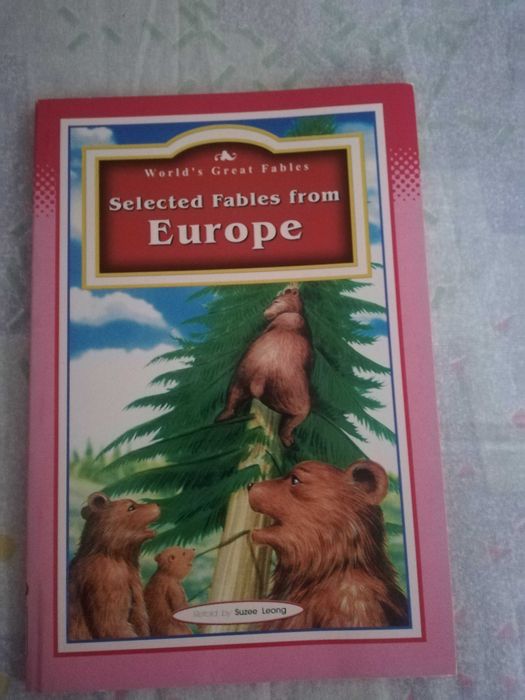 World's Great Fables
Selected Fables from
Europe
Retold by Suzee Leong